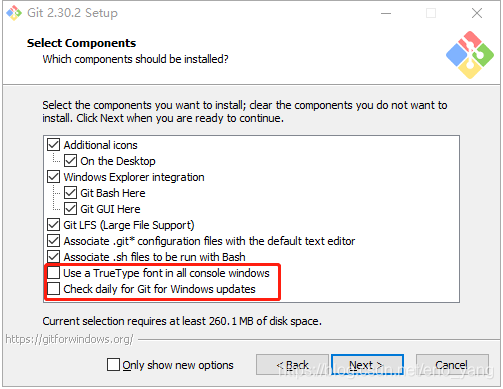 Git 2.30.2 Setup
Select Components
Which components should be installed?
Select the components you want to install; clear the components you do not want to
install. Click Next when you are ready to continue.
Additional icons
On the Desktop
Windows Explorer integration
Git Bash Here
Git GUI Here
Git LFS (Large File Support)
Associate .git* configuration files with the default text editor
Associate .sh files to be run with Bash
Use a TrueType font in all console windows
Check daily for Git for Windows updates
Current selection requires at least 260.1 MB of disk space.
https://gitforwindows.org/
Only show new options
< Back
Next >
Cancel